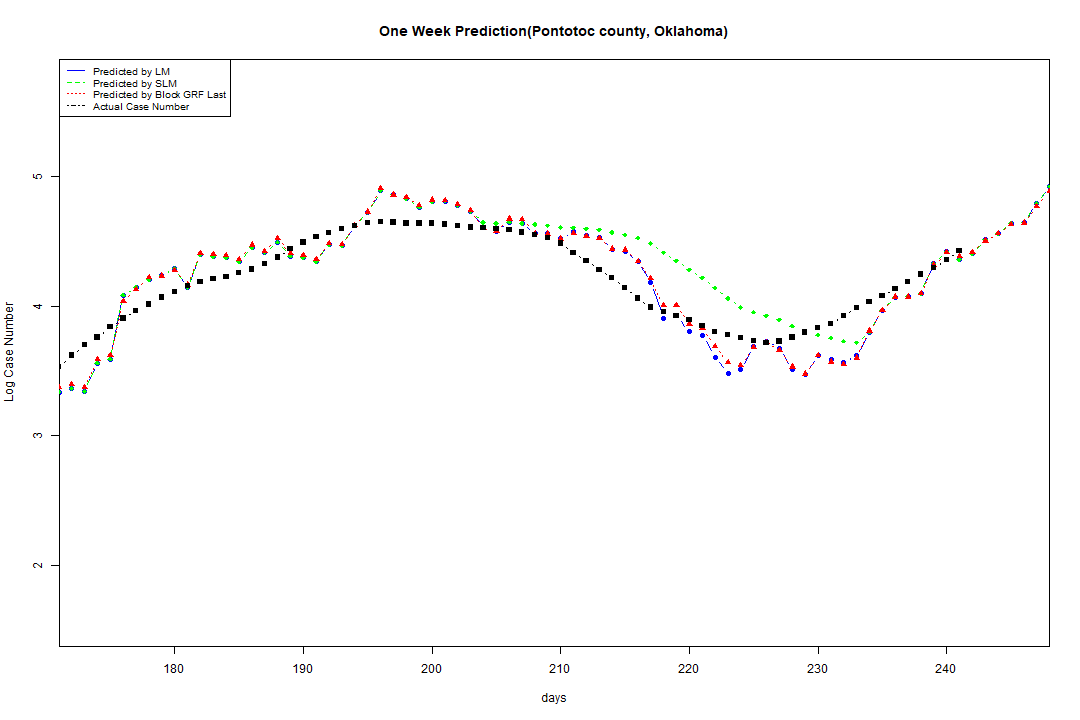 One Week Prediction(Pontotoc county, Oklahoma)
Predicted by LM
Predicted by SLM
Predicted by Block GRF Last
Actual Case Number
Log Case Number
5
4
3
2
180 190 200 210 220 230 240
days